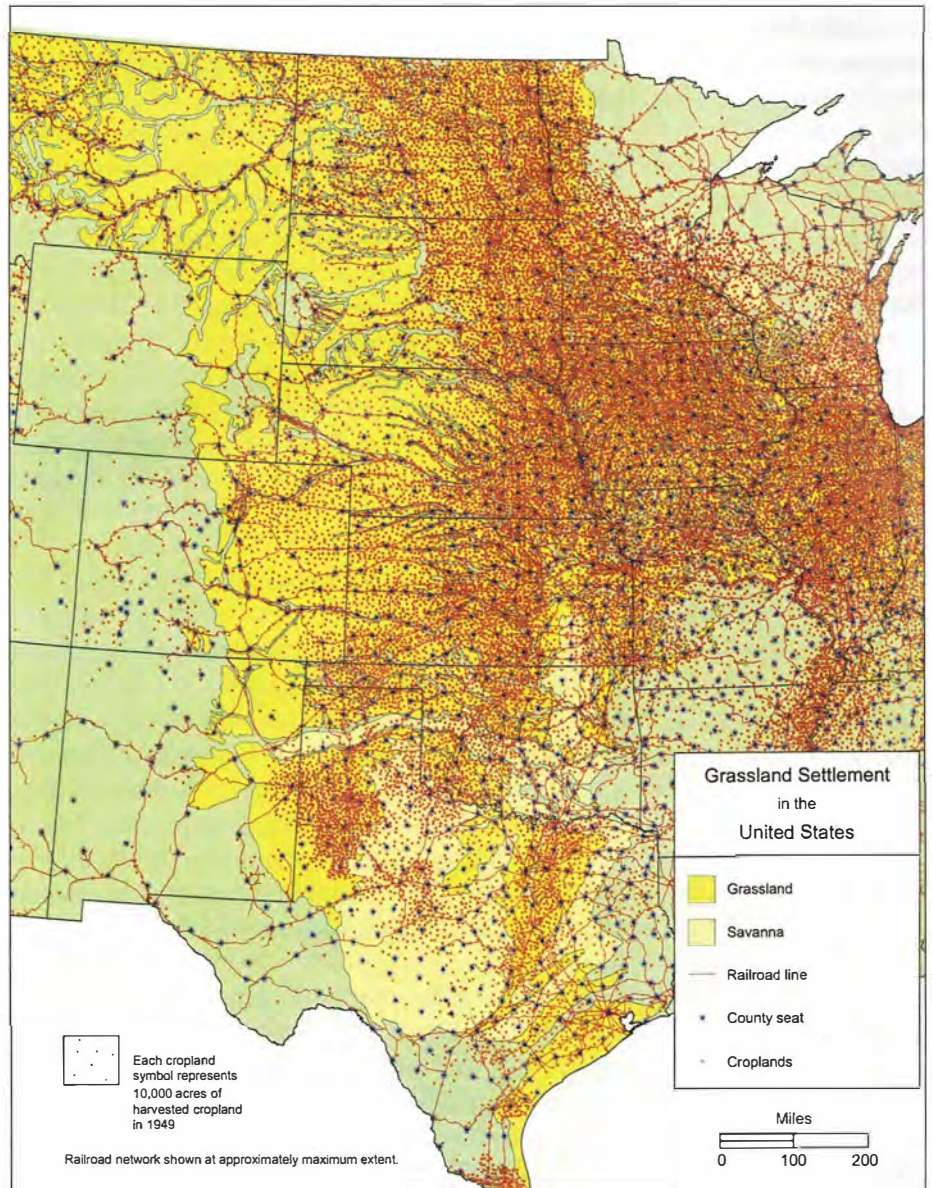 Grassland Settlement
in the
United States
Grassland
Savanna
Railroad line
County seat
Croplands
Each cropland
symbol represents
10,000 acres of
harvested cropland
in 1949
Railroad network shown at approximately maximum extent.
Miles
0 100 200